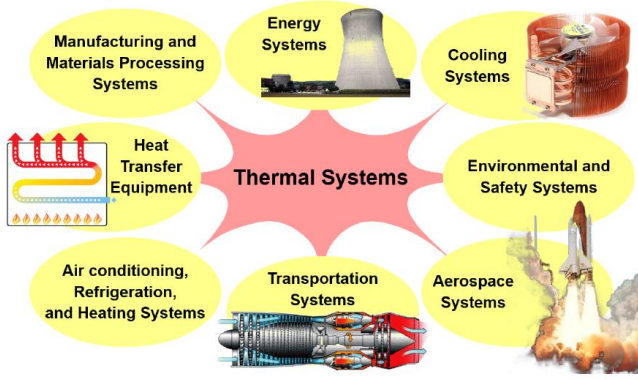 Manufacturing and
Materials Processing
Systems
Energy
Systems
Cooling
Systems
Heat
Transfer
Equipment
Thermal Systems
Environmental and
Safety Systems
Air conditioning,
Refrigeration,
and Heating Systems
Transportation
Systems
Aerospace
Systems